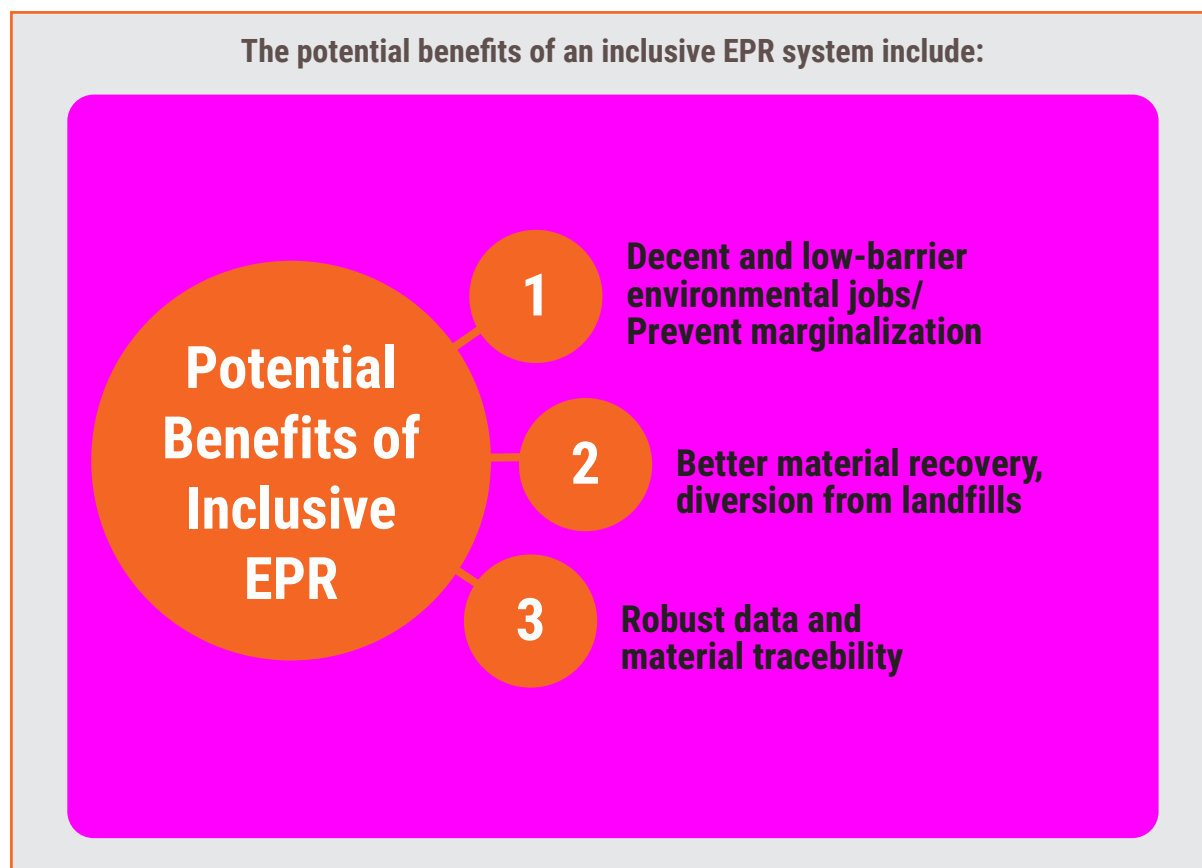 The potential benefits of an inclusive EPR system include:
Potential
Benefits of
Inclusive
EPR
1
Decent and low-barrier
environmental jobs/
Prevent marginalization
2
Better material recovery,
diversion from landfills
3
Robust data and
material tracebility